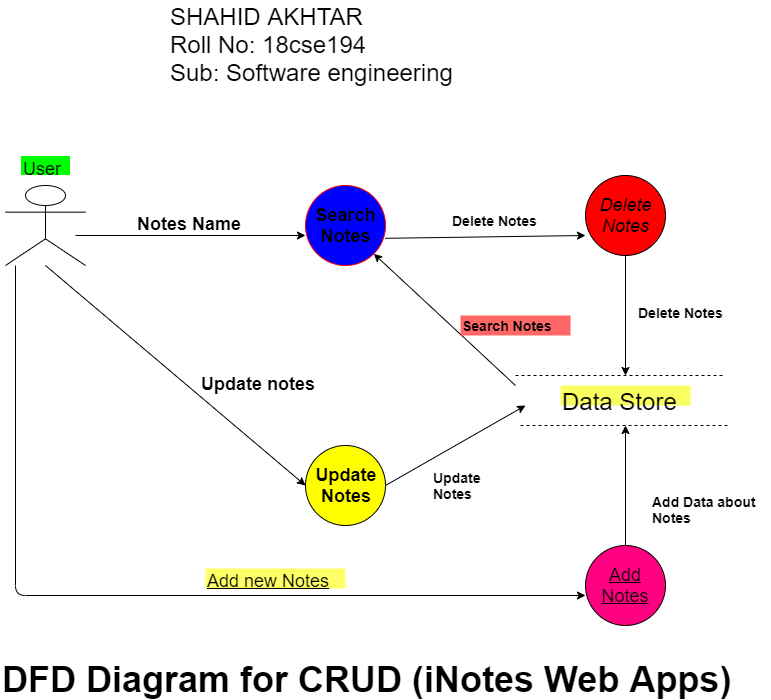 SHAHID AKHTAR
Roll No: 18cse194
Sub: Software engineering
User
Notes Name
Search
Notes
Delete Notes
Delete
Notes
Search Notes
Delete Notes
Update notes
Data Store
Update
Notes
Update
Notes
Add Data about
Notes
Add new Notes
Add
Notes
DFD Diagram for CRUD (iNotes Web Apps)